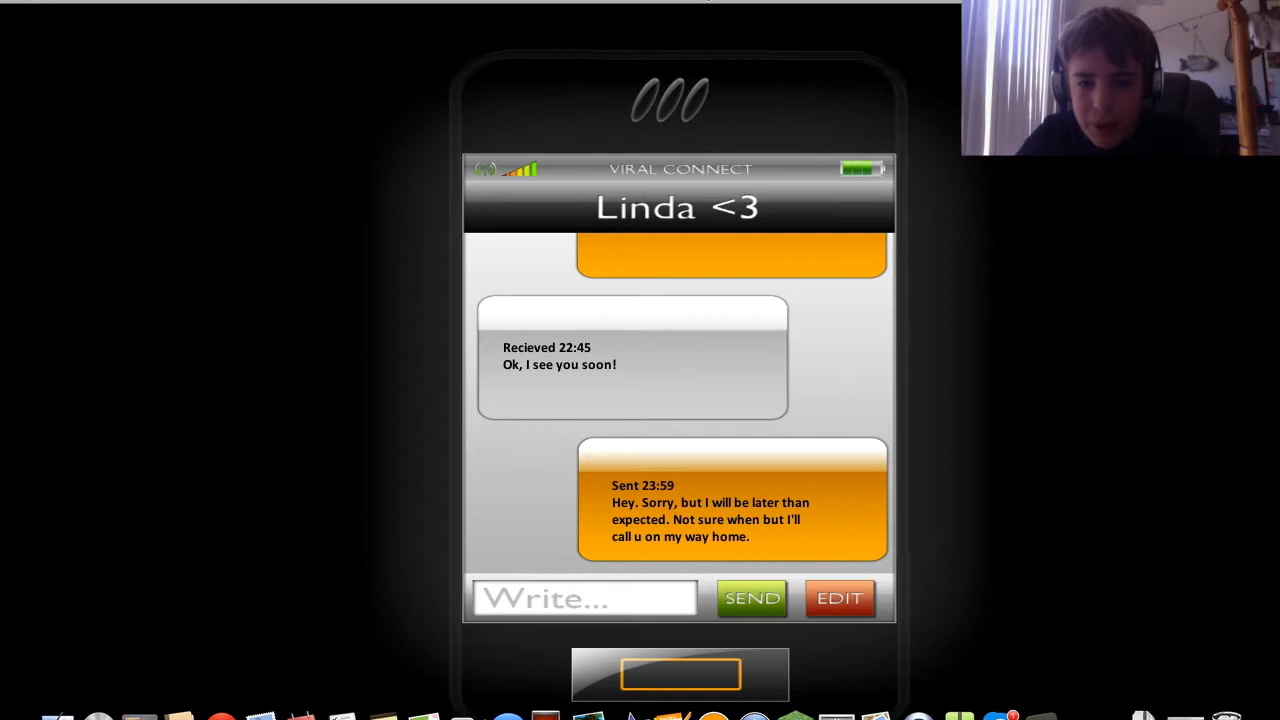 VIRAL CONNECT
Linda <3
Recieved 22:45
Ok, I see you soon!
Sent 23:59
Hey. Sorry, but I will be later than
expected. Not sure when but I'll
call u on my way home.
Write...
SEND
EDIT